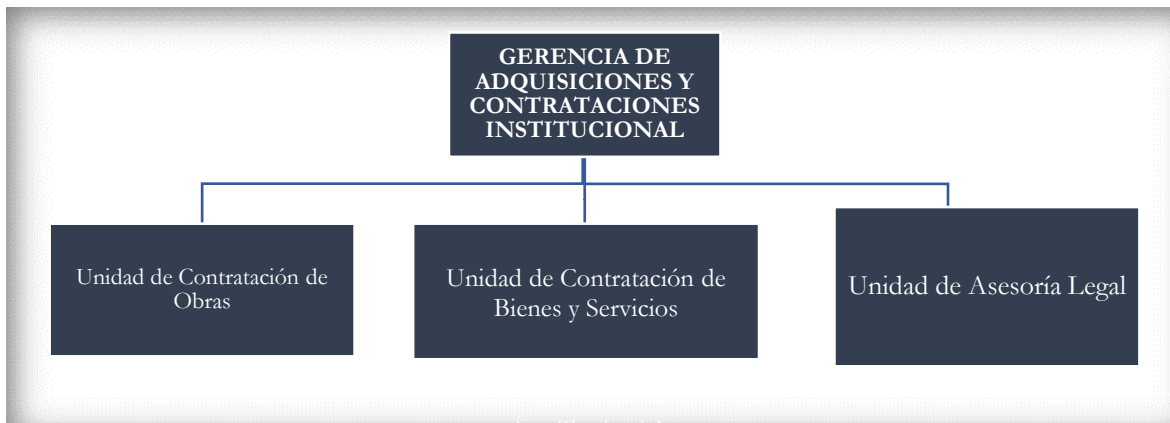 GERENCIA DE
ADQUISICIONES Y
CONTRATACIONES
INSTITUCIONAL
Unidad de Contratación de
Obras
Unidad de Contratación de
Bienes y Servicios
Unidad de Asesoría Legal